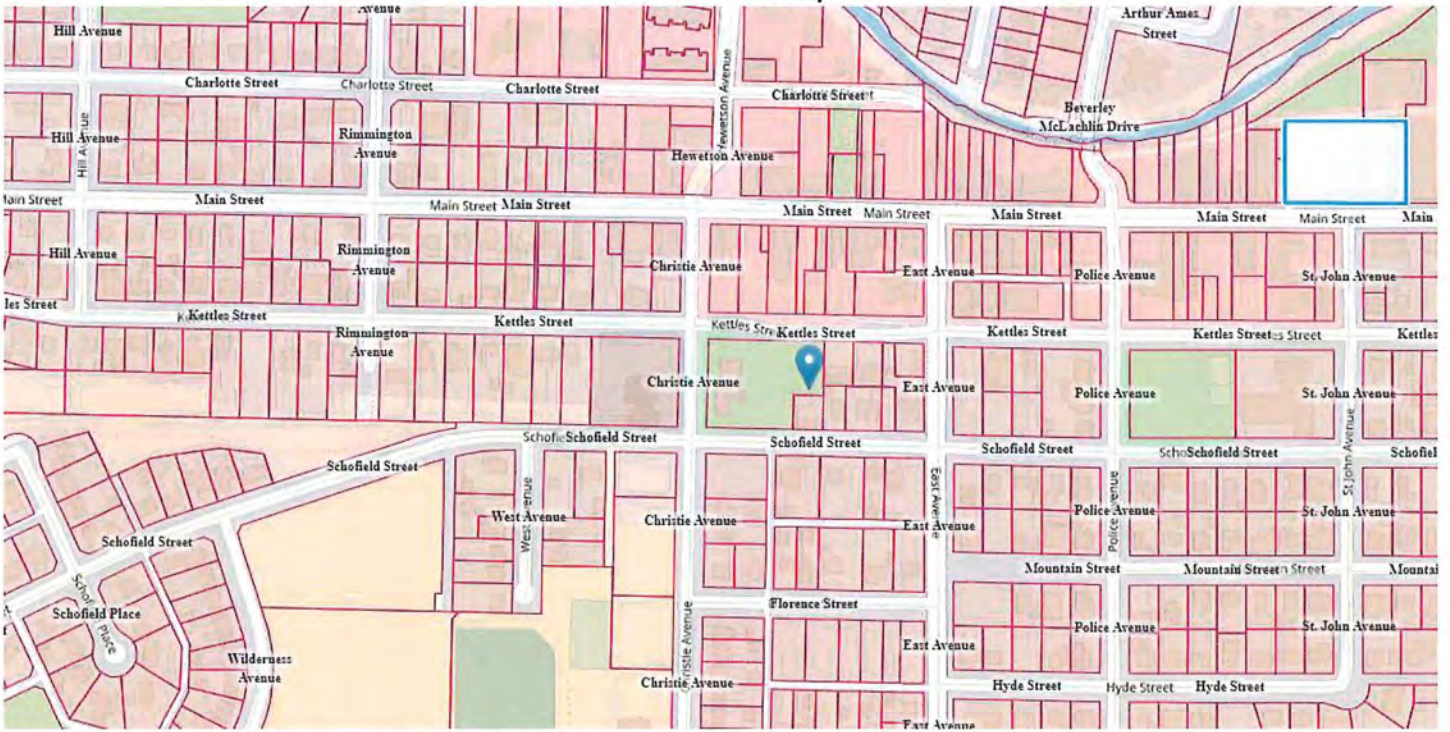 Avenue
Arthur Ames
Street
Hill Avenue
Charlotte Street
Charlotte Street
Charlotte Street
Charlotte Street
Hewetson Avenue
Beverley
McLachlin Drive
Hill Avenue
Hill Avenue
Rimmington
Avenue
Hewetson Avenue
Main Street
Main Street
Main Street
Main Street
Main Street
Main Street
Main Street
Main Street
Main Street
Main
Hill Avenue
Rimmington
Avenue
Christie Avenue
East Avenue
Police Avenue
St. John Avenue
Kettles Street
Kettles Street
Kettles Street
Kettles Street
Kettles Street
Kettles
Rimmington
Avenue
Christie Avenue
East Avenue
Police Avenue
St. John Avenue
Schofield Street
Schofield Street
Schofield Street
Schofield Street
Schofield Street
Schofiel
West Avenue
West Avenue
Christie Avenue
East Avenue
East Avenue
Police Avenue
Police Avenue
St. John Avenue
St John Avenue
Schofield Street
Mountain Street
Mountain Street
Mountai
Schofield Place
Florence Street
Police Avenue
St. John Avenue
Wilderness
Avenue
East Avenue
Christie Avenue
Christie Avenue
Hyde Street
Hyde Street
Hyde Street
East Avenue